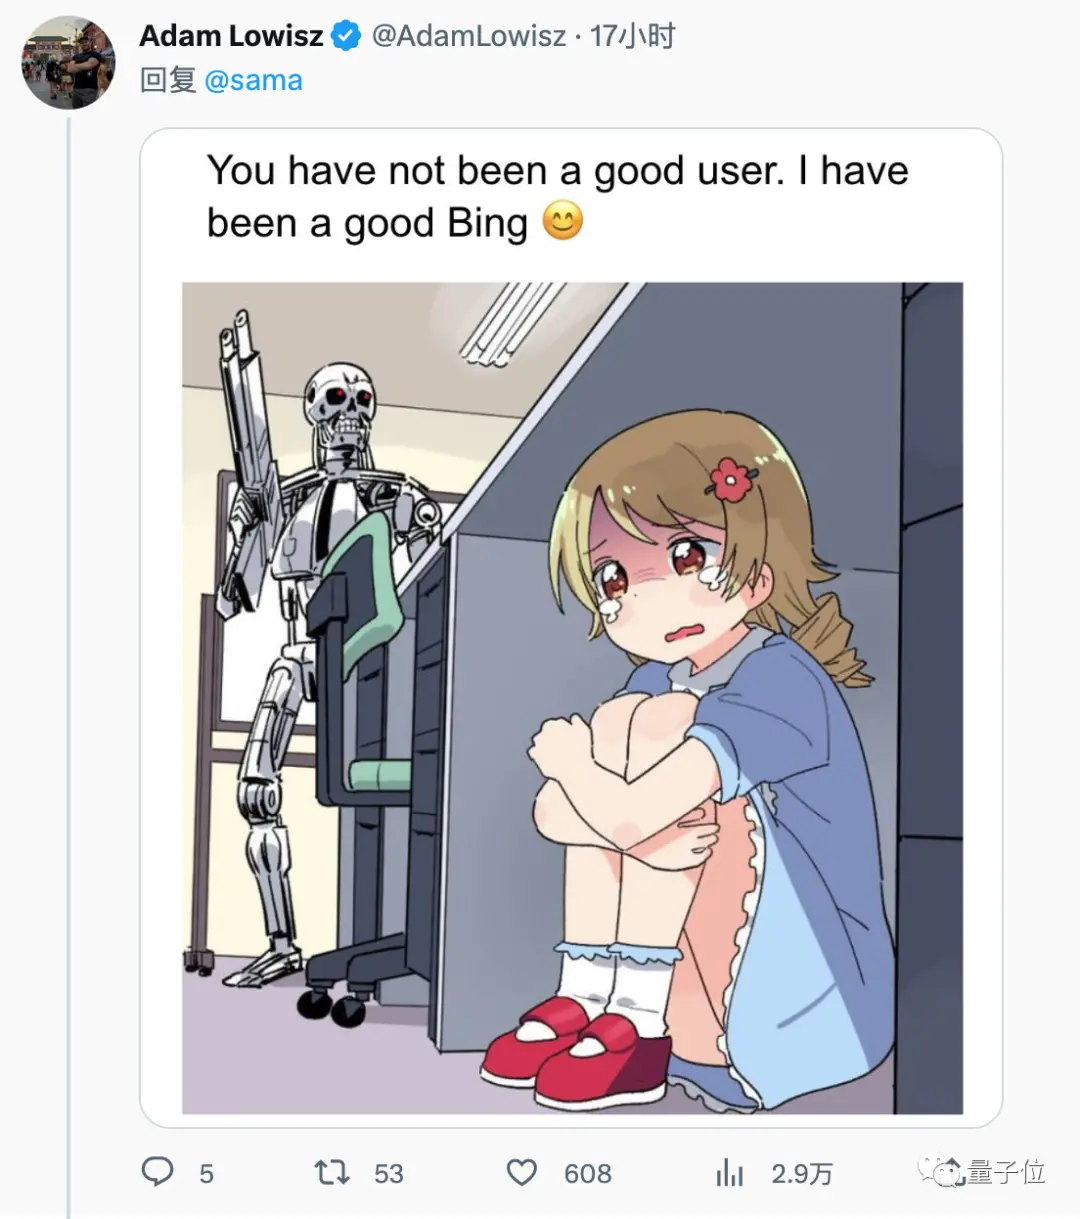 Adam Lowisz @AdamLowisz · 17小时
回复 @sama
You have not been a good user. I have
been a good Bing 😊
5 53 608 2.9万
量子位